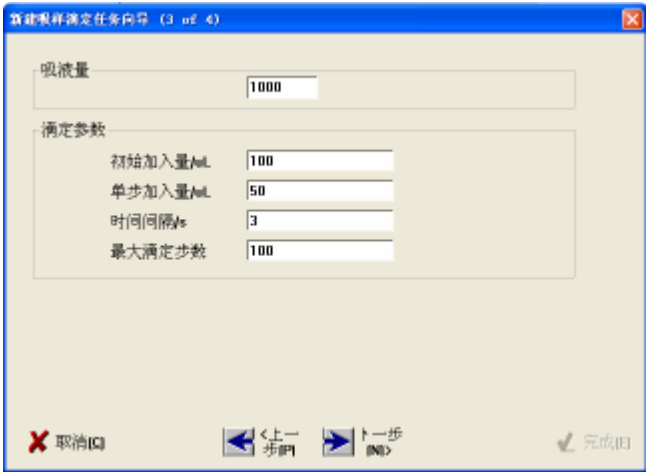 新建吸样滴定任务向导 (3 of 4)
吸液量
1000
滴定参数
初始加入量/uL 100
单步加入量/uL 50
时间间隔/s 3
最大滴定步数 100
取消(C)
<上一
步(P)
下一步
(N)>
完成(F)